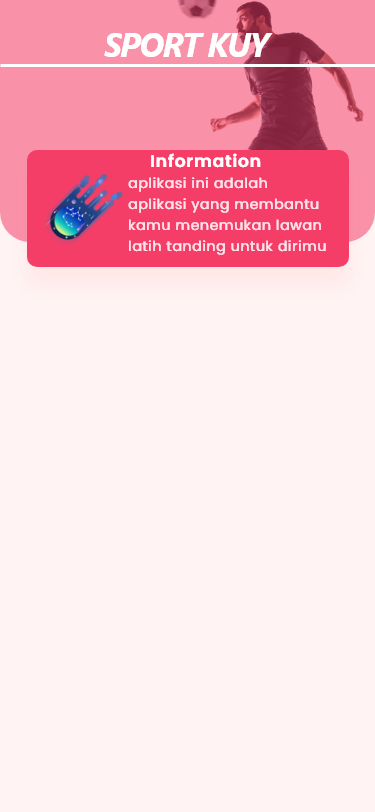 SPORT KUY
Information
aplikasi ini adalah
aplikasi yang membantu
kamu menemukan lawan
latih tanding untuk dirimu